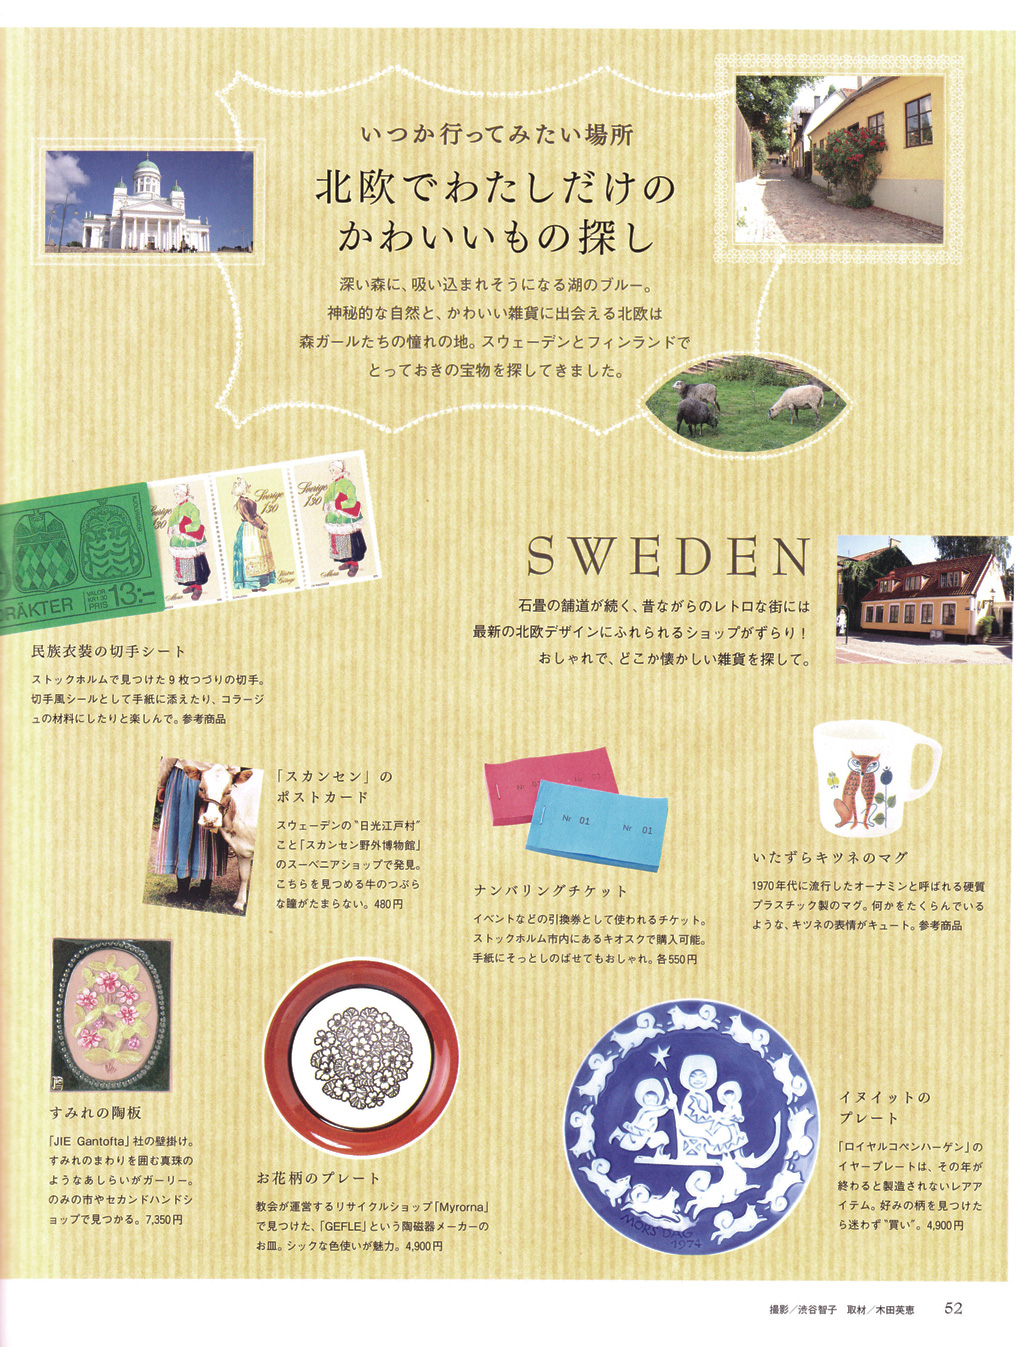 いつか行ってみたい場所
北欧でわたしだけの
かわいいもの探し
深い森に、吸い込まれそうになる湖のブルー。
神秘的な自然と、かわいい雑貨に出会える北欧は
森ガールたちの憧れの地。スウェーデンとフィンランドで
とっておきの宝物を探してきました。
Sverige
130
Sverige
130
Sverige
130
DRÄKTER
VALÖR
KR 1:30
PRIS
13:-
民族衣装の切手シート
ストックホルムで見つけた9枚つづりの切手。
切手風シールとして手紙に添えたり、コラージ
ュの材料にしたりと楽しんで。参考商品
SWEDEN
石畳の舗道が続く、昔ながらのレトロな街には
最新の北欧デザインにふれられるショップがずらり！
おしゃれで、どこか懐かしい雑貨を探して。
「スカンセン」の
ポストカード
スウェーデンの“日光江戸村”
こと「スカンセン野外博物館」
のスーベニアショップで発見。
こちらを見つめる牛のつぶら
な瞳がたまらない。480円
Nr 01
Nr 01
ナンバリングチケット
イベントなどの引換券として使われるチケット。
ストックホルム市内にあるキオスクで購入可能。
手紙にそっとしのばせてもおしゃれ。各550円
いたずらキツネのマグ
1970年代に流行したオーナミンと呼ばれる硬質
プラスチック製のマグ。何かをたくらんでいる
ような、キツネの表情がキュート。参考商品
すみれの陶板
「JIE Gantofta」社の壁掛け。
すみれのまわりを囲む真珠の
ようなあしらいがガーリー。
のみの市やセカンドハンドシ
ョップで見つかる。7,350円
お花柄のプレート
教会が運営するリサイクルショップ「Myrorna」
で見つけた、「GEFLE」という陶磁器メーカーの
お皿。シックな色使いが魅力。4,900円
MORS DAG
1974
イヌイットの
プレート
「ロイヤルコペンハーゲン」の
イヤープレートは、その年が
終わると製造されないレアア
イテム。好みの柄を見つけた
ら迷わず“買い”。4,900円
撮影／渋谷智子　取材／木田英恵
52